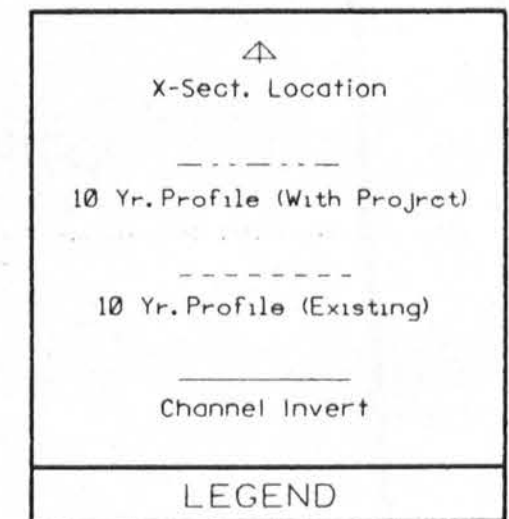 X-Sect. Location
10 Yr. Profile (With Projrct)
10 Yr. Profile (Existing)
Channel Invert
LEGEND